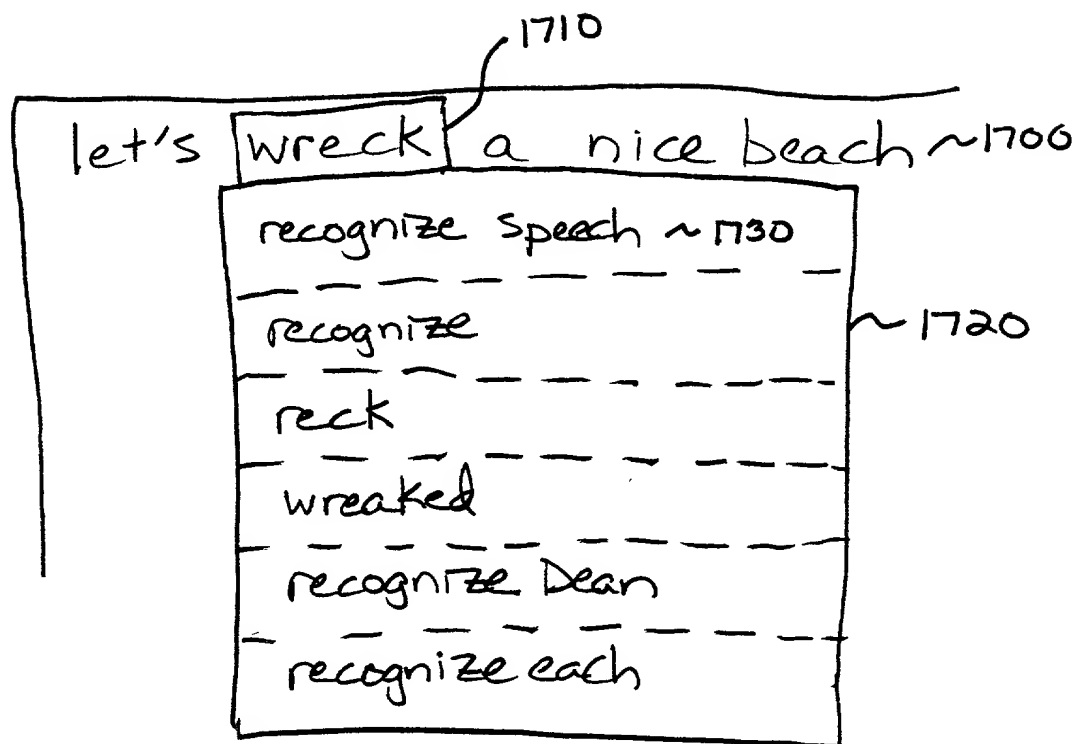 1710
let's wreck a nice beach ~1700
recognize speech ~1730
recognize ~1720
reck
wreaked
recognize Dean
recognize each